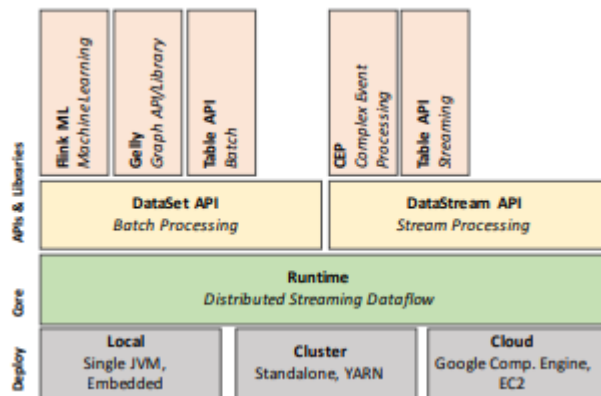 Flink ML
Machine Learning
Gelly
Graph API/Library
Table API
Batch
CEP
Complex Event
Processing
Table API
Streaming
APIs & Libraries
DataSet API
Batch Processing
DataStream API
Stream Processing
Core
Runtime
Distributed Streaming Dataflow
Deploy
Local
Single JVM,
Embedded
Cluster
Standalone, YARN
Cloud
Google Comp. Engine,
EC2